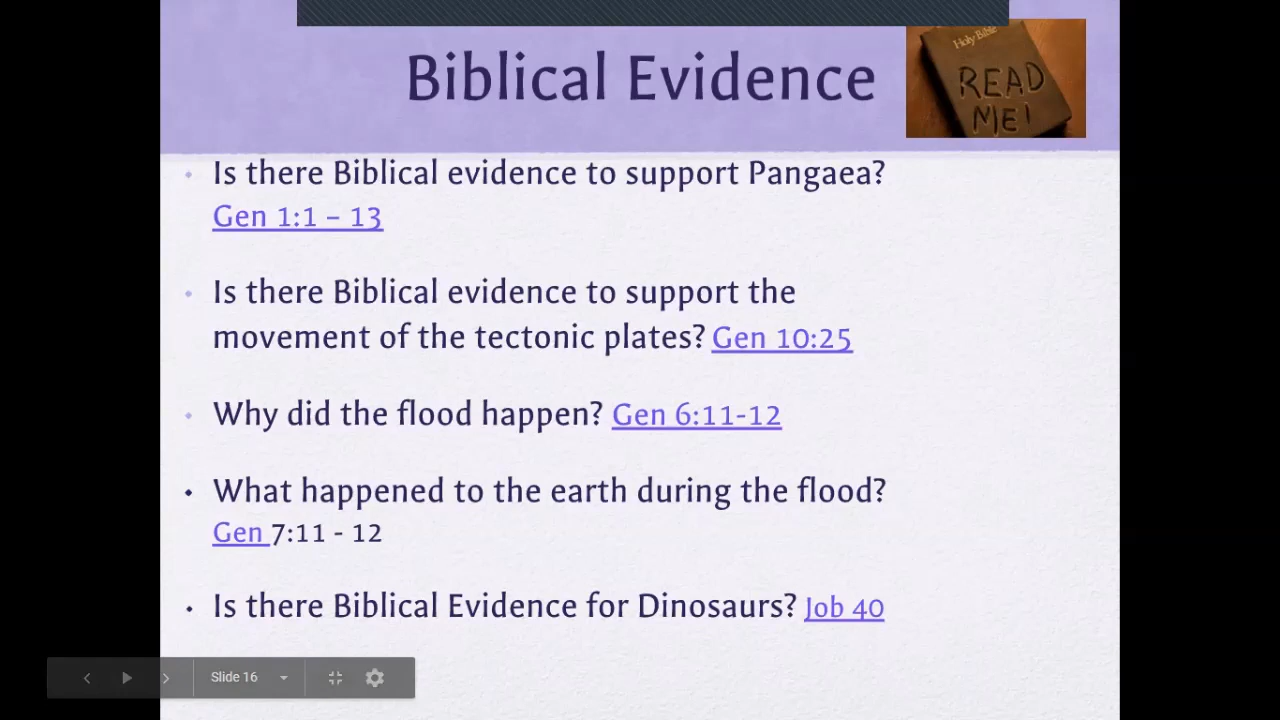 Biblical Evidence
Holy Bible
READ
ME!
Is there Biblical evidence to support Pangaea?
Gen 1:1 – 13
Is there Biblical evidence to support the
movement of the tectonic plates? Gen 10:25
Why did the flood happen? Gen 6:11-12
What happened to the earth during the flood?
Gen 7:11 - 12
Is there Biblical Evidence for Dinosaurs? Job 40
Slide 16